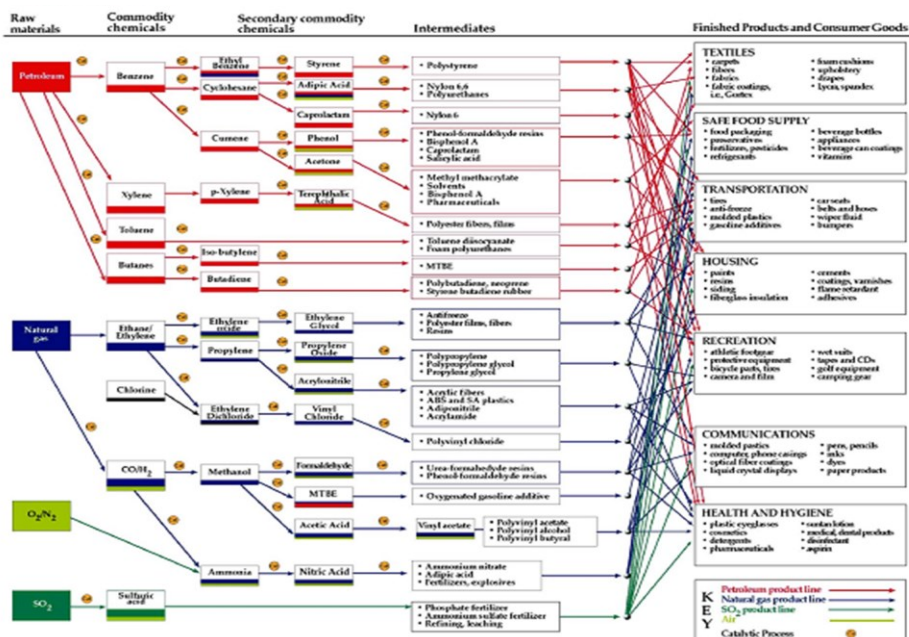 Raw
materials
Commodity
chemicals
Secondary commodity
chemicals
Intermediates
Finished Products and Consumer Goods
Petroleum
Benzene
Ethyl
Benzene
Styrene
• Polystyrene
Cyclohexane
Adipic Acid
• Nylon 6,6
• Polyurethanes
Caprolactam
• Nylon 6
Cumene
Phenol
• Phenol-formaldehyde resins
• Bisphenol A
• Caprolactam
• Salicylic acid
Acetone
• Methyl methacrylate
• Solvents
• Bisphenol A
• Pharmaceuticals
Xylene
p-Xylene
Terephthalic
Acid
• Polyester fibers, films
Toluene
• Toluene diisocyanate
• Foam polyurethanes
Butanes
Iso-butylene
• MTBE
Butadiene
• Polybutadiene, neoprene
• Styrene butadiene rubber
Natural
gas
Ethane/
Ethylene
Ethylene oxide
Ethylene
Glycol
• Antifreeze
• Polyester films, fibers
• Resins
Propylene
Propylene
Oxide
• Polypropylene
• Polypropylene glycol
• Propylene glycol
Acrylonitrile
• Acrylic fibers
• ABS and SA plastics
• Adiponitrile
• Acrylamide
Chlorine
Ethylene
Dichloride
Vinyl
Chloride
• Polyvinyl chloride
CO/H2
Methanol
Formaldehyde
• Urea-formahedyde resins
• Phenol-formaldehyde resins
MTBE
• Oxygenated gasoline additive
Acetic Acid
Vinyl acetate
• Polyvinyl acetate
• Polyvinyl alcohol
• Polyvinyl butyral
O2/N2
Ammonia
Nitric Acid
• Ammonium nitrate
• Adipic acid
• Fertilizers, explosives
SO2
Sulfuric
acid
• Phosphate fertilizer
• Ammonium sulfate fertilizer
• Refining, leaching
TEXTILES
• carpets
• fibers
• fabrics
• fabric coatings,
i.e., Gortex
• foam cushions
• upholstery
• drapes
• Lycra, spandex
SAFE FOOD SUPPLY
• food packaging
• preservatives
• fertilizers, pesticides
• refrigerants
• beverage bottles
• appliances
• beverage can coatings
• vitamins
TRANSPORTATION
• tires
• anti-freeze
• molded plastics
• gasoline additives
• car seats
• belts and hoses
• wiper fluid
• bumpers
HOUSING
• paints
• resins
• siding
• fiberglass insulation
• cements
• coatings, varnishes
• flame retardant
• adhesives
RECREATION
• athletic footgear
• protective equipment
• bicycle parts, tires
• camera and film
• wet suits
• tapes and CDs
• golf equipment
• camping gear
COMMUNICATIONS
• molded pastics
• computer, phone casings
• optical fiber coatings
• liquid crystal displays
• pens, pencils
• inks
• dyes
• paper products
HEALTH AND HYGIENE
• plastic eyeglasses
• cosmetics
• detergents
• pharmaceuticals
• suntan lotion
• medical, dental products
• disinfectant
• aspirin
KEY
Petroleum product line
Natural gas product line
SO2 product line
Air
Catalytic Process
Cat